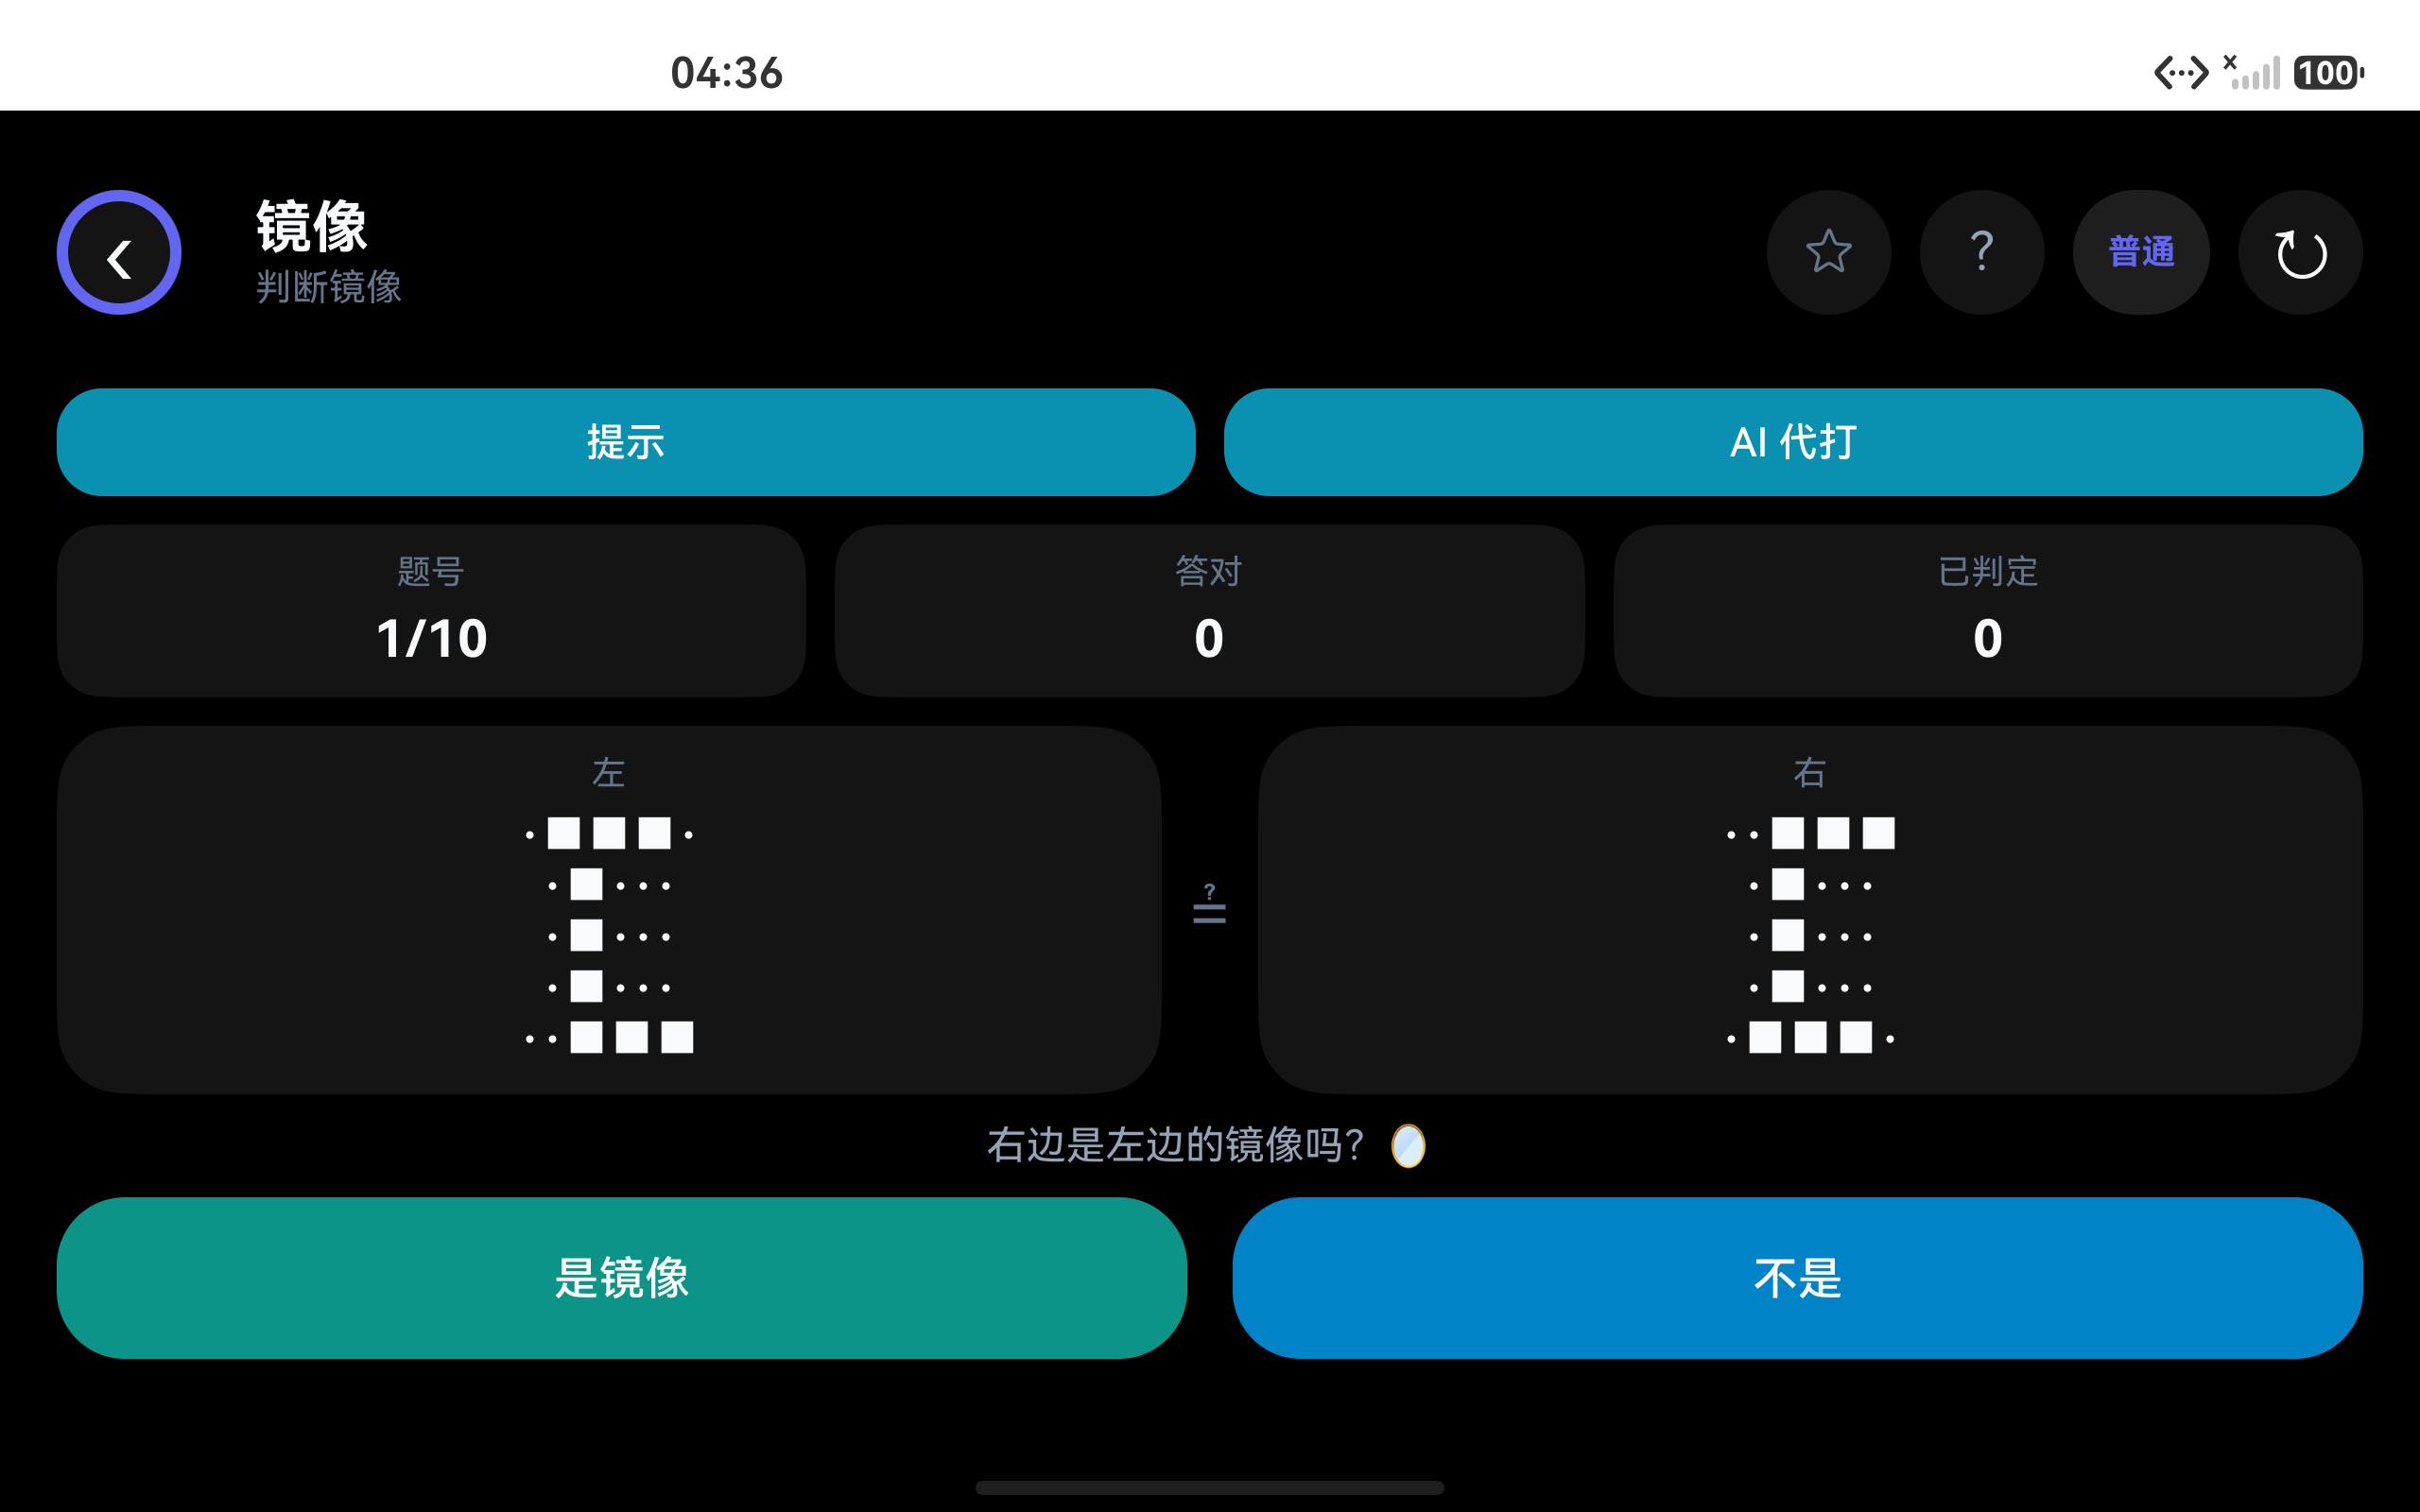 04:36
100
镜像
判断镜像
?
普通
提示
AI 代打
题号
1/10
答对
0
已判定
0
左
·■■■·
·■···
·■···
·■···
··■■■
≟
右
··■■■
·■···
·■···
·■···
·■■■·
右边是左边的镜像吗？
是镜像
不是